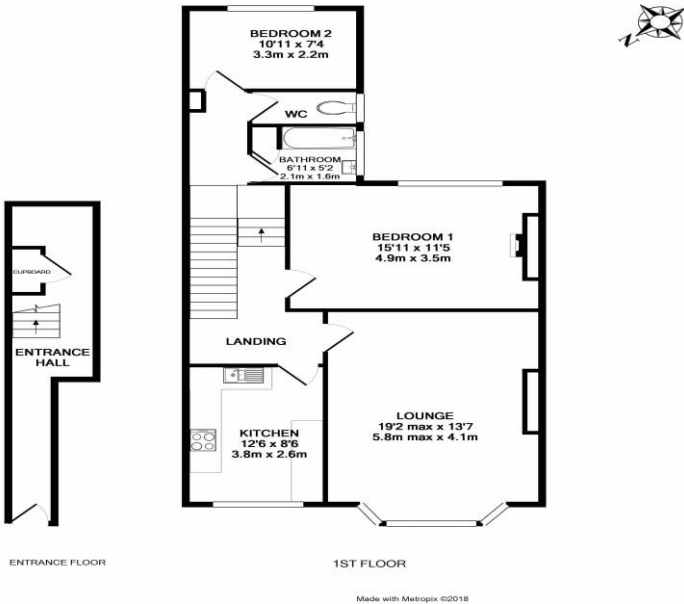 BEDROOM 2
10'11 x 7'4
3.3m x 2.2m
N
WC
BATHROOM
6'11 x 5'2
2.1m x 1.6m
BEDROOM 1
15'11 x 11'5
4.9m x 3.5m
CUPBOARD
ENTRANCE
HALL
LANDING
KITCHEN
12'6 x 8'6
3.8m x 2.6m
LOUNGE
19'2 max x 13'7
5.8m max x 4.1m
ENTRANCE FLOOR
1ST FLOOR
Made with Metropix ©2018